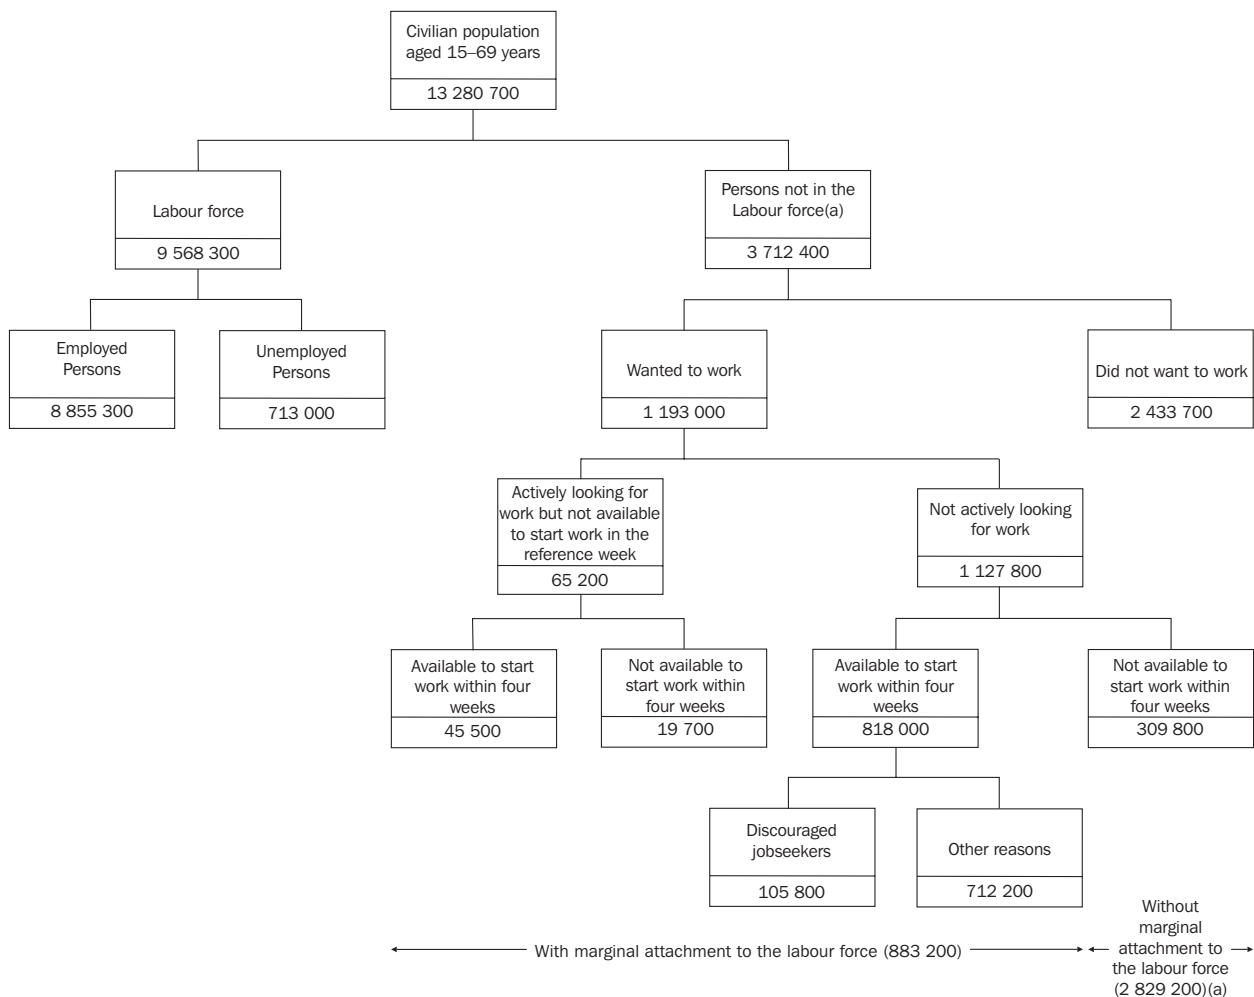 Civilian population
aged 15–69 years
13 280 700
Labour force
9 568 300
Persons not in the
Labour force(a)
3 712 400
Employed
Persons
8 855 300
Unemployed
Persons
713 000
Wanted to work
1 193 000
Did not want to work
2 433 700
Actively looking for
work but not available
to start work in the
reference week
65 200
Not actively looking
for work
1 127 800
Available to start
work within four
weeks
45 500
Not available to
start work within
four weeks
19 700
Available to start
work within four
weeks
818 000
Not available to
start work within
four weeks
309 800
Discouraged
jobseekers
105 800
Other reasons
712 200
With marginal attachment to the labour force (883 200)
Without
marginal
attachment to
the labour force
(2 829 200)(a)